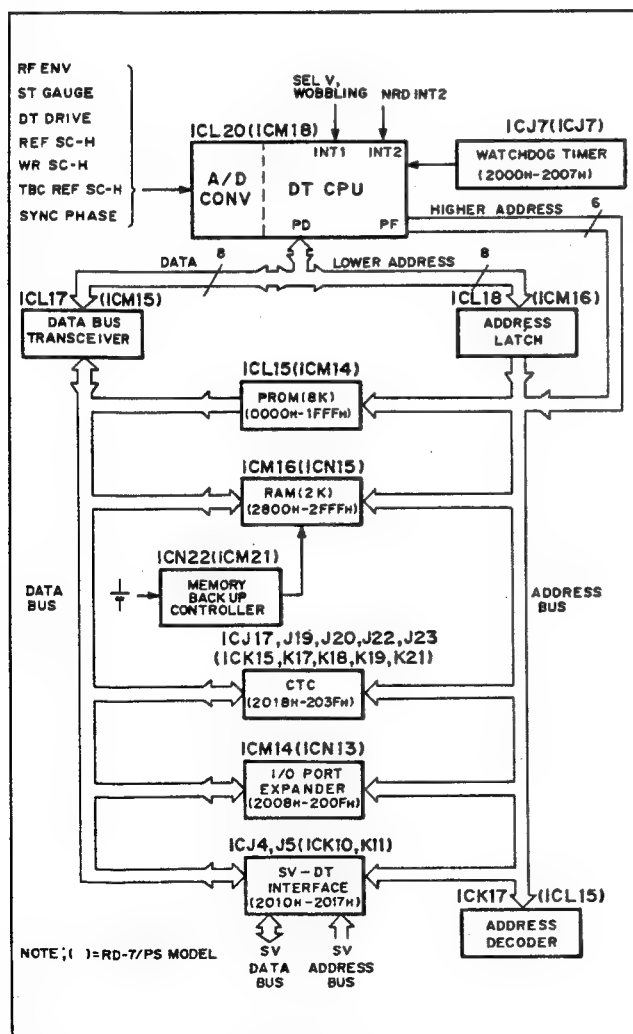 RF ENV
ST GAUGE
DT DRIVE
REF SC-H
WR SC-H
TBC REF SC-H
SYNC PHASE
SEL V,
WOBBLING
NRD INT2
ICL20(ICM18)
INT1
INT2
A/D
CONV
DT CPU
PD
PF
ICJ7(ICJ7)
WATCHDOG TIMER
(2000H-2007H)
HIGHER ADDRESS
6
DATA
8
LOWER ADDRESS
8
ICL17 (ICM15)
DATA BUS
TRANSCEIVER
ICL18 (ICM16)
ADDRESS
LATCH
ICL15(ICM14)
PROM(8K)
(0000H-1FFFH)
ICM16(ICN15)
RAM(2K)
(2800H-2FFFH)
ICN22(ICM21)
MEMORY
BACK UP
CONTROLLER
DATA
BUS
ADDRESS
BUS
ICJ17, J19, J20, J22, J23
(ICK15, K17, K18, K19, K21)
CTC
(2018H-203FH)
ICM14(ICN13)
I/O PORT
EXPANDER
(2008H-200FH)
ICJ4, J5(ICK10, K11)
SV-DT
INTERFACE
(2010H-2017H)
ICK17 (ICL15)
ADDRESS
DECODER
NOTE;( )=RD-7/PS MODEL
SV
DATA
BUS
SV
ADDRESS
BUS